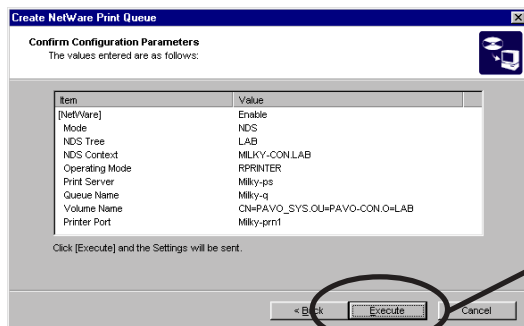 Create NetWare Print Queue
Confirm Configuration Parameters
The values entered are as follows:
Item Value
[NetWare] Enable
Mode NDS
NDS Tree LAB
NDS Context MILKY-CON.LAB
Operating Mode RPRINTER
Print Server Milky-ps
Queue Name Milky-q
Volume Name CN=PAVO_SYS.OU=PAVO-CON.O=LAB
Printer Port Milky-prn1
Click [Execute] and the Settings will be sent.
< Back Execute Cancel